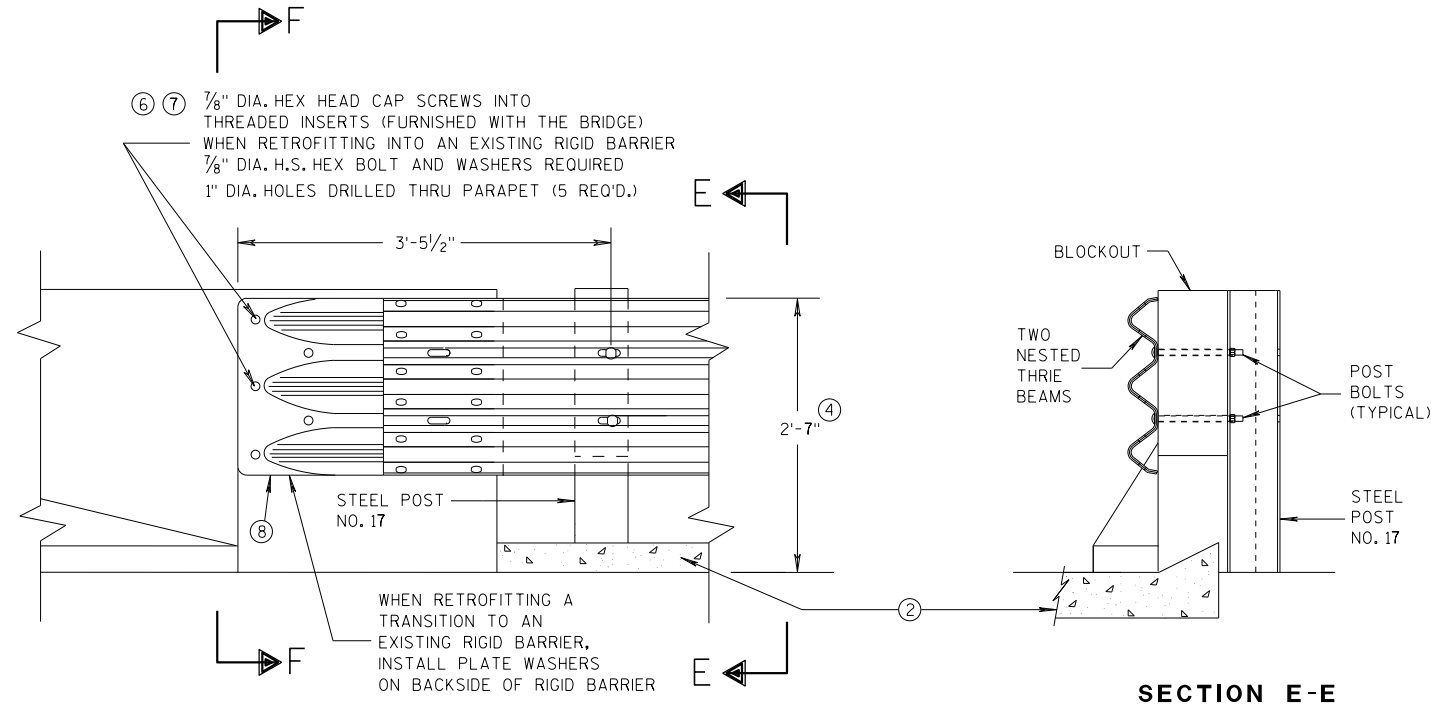 F
⑥ ⑦ 7/8" DIA. HEX HEAD CAP SCREWS INTO
THREADED INSERTS (FURNISHED WITH THE BRIDGE)
WHEN RETROFITTING INTO AN EXISTING RIGID BARRIER
7/8" DIA. H.S. HEX BOLT AND WASHERS REQUIRED
1" DIA. HOLES DRILLED THRU PARAPET (5 REQ'D.)
E
3'-5 1/2"
2'-7" ④
STEEL POST
NO. 17
⑧
WHEN RETROFITTING A
TRANSITION TO AN
EXISTING RIGID BARRIER,
INSTALL PLATE WASHERS
ON BACKSIDE OF RIGID BARRIER
F
E
②
BLOCKOUT
TWO
NESTED
THRIE
BEAMS
POST
BOLTS
(TYPICAL)
STEEL
POST
NO. 17
SECTION E-E